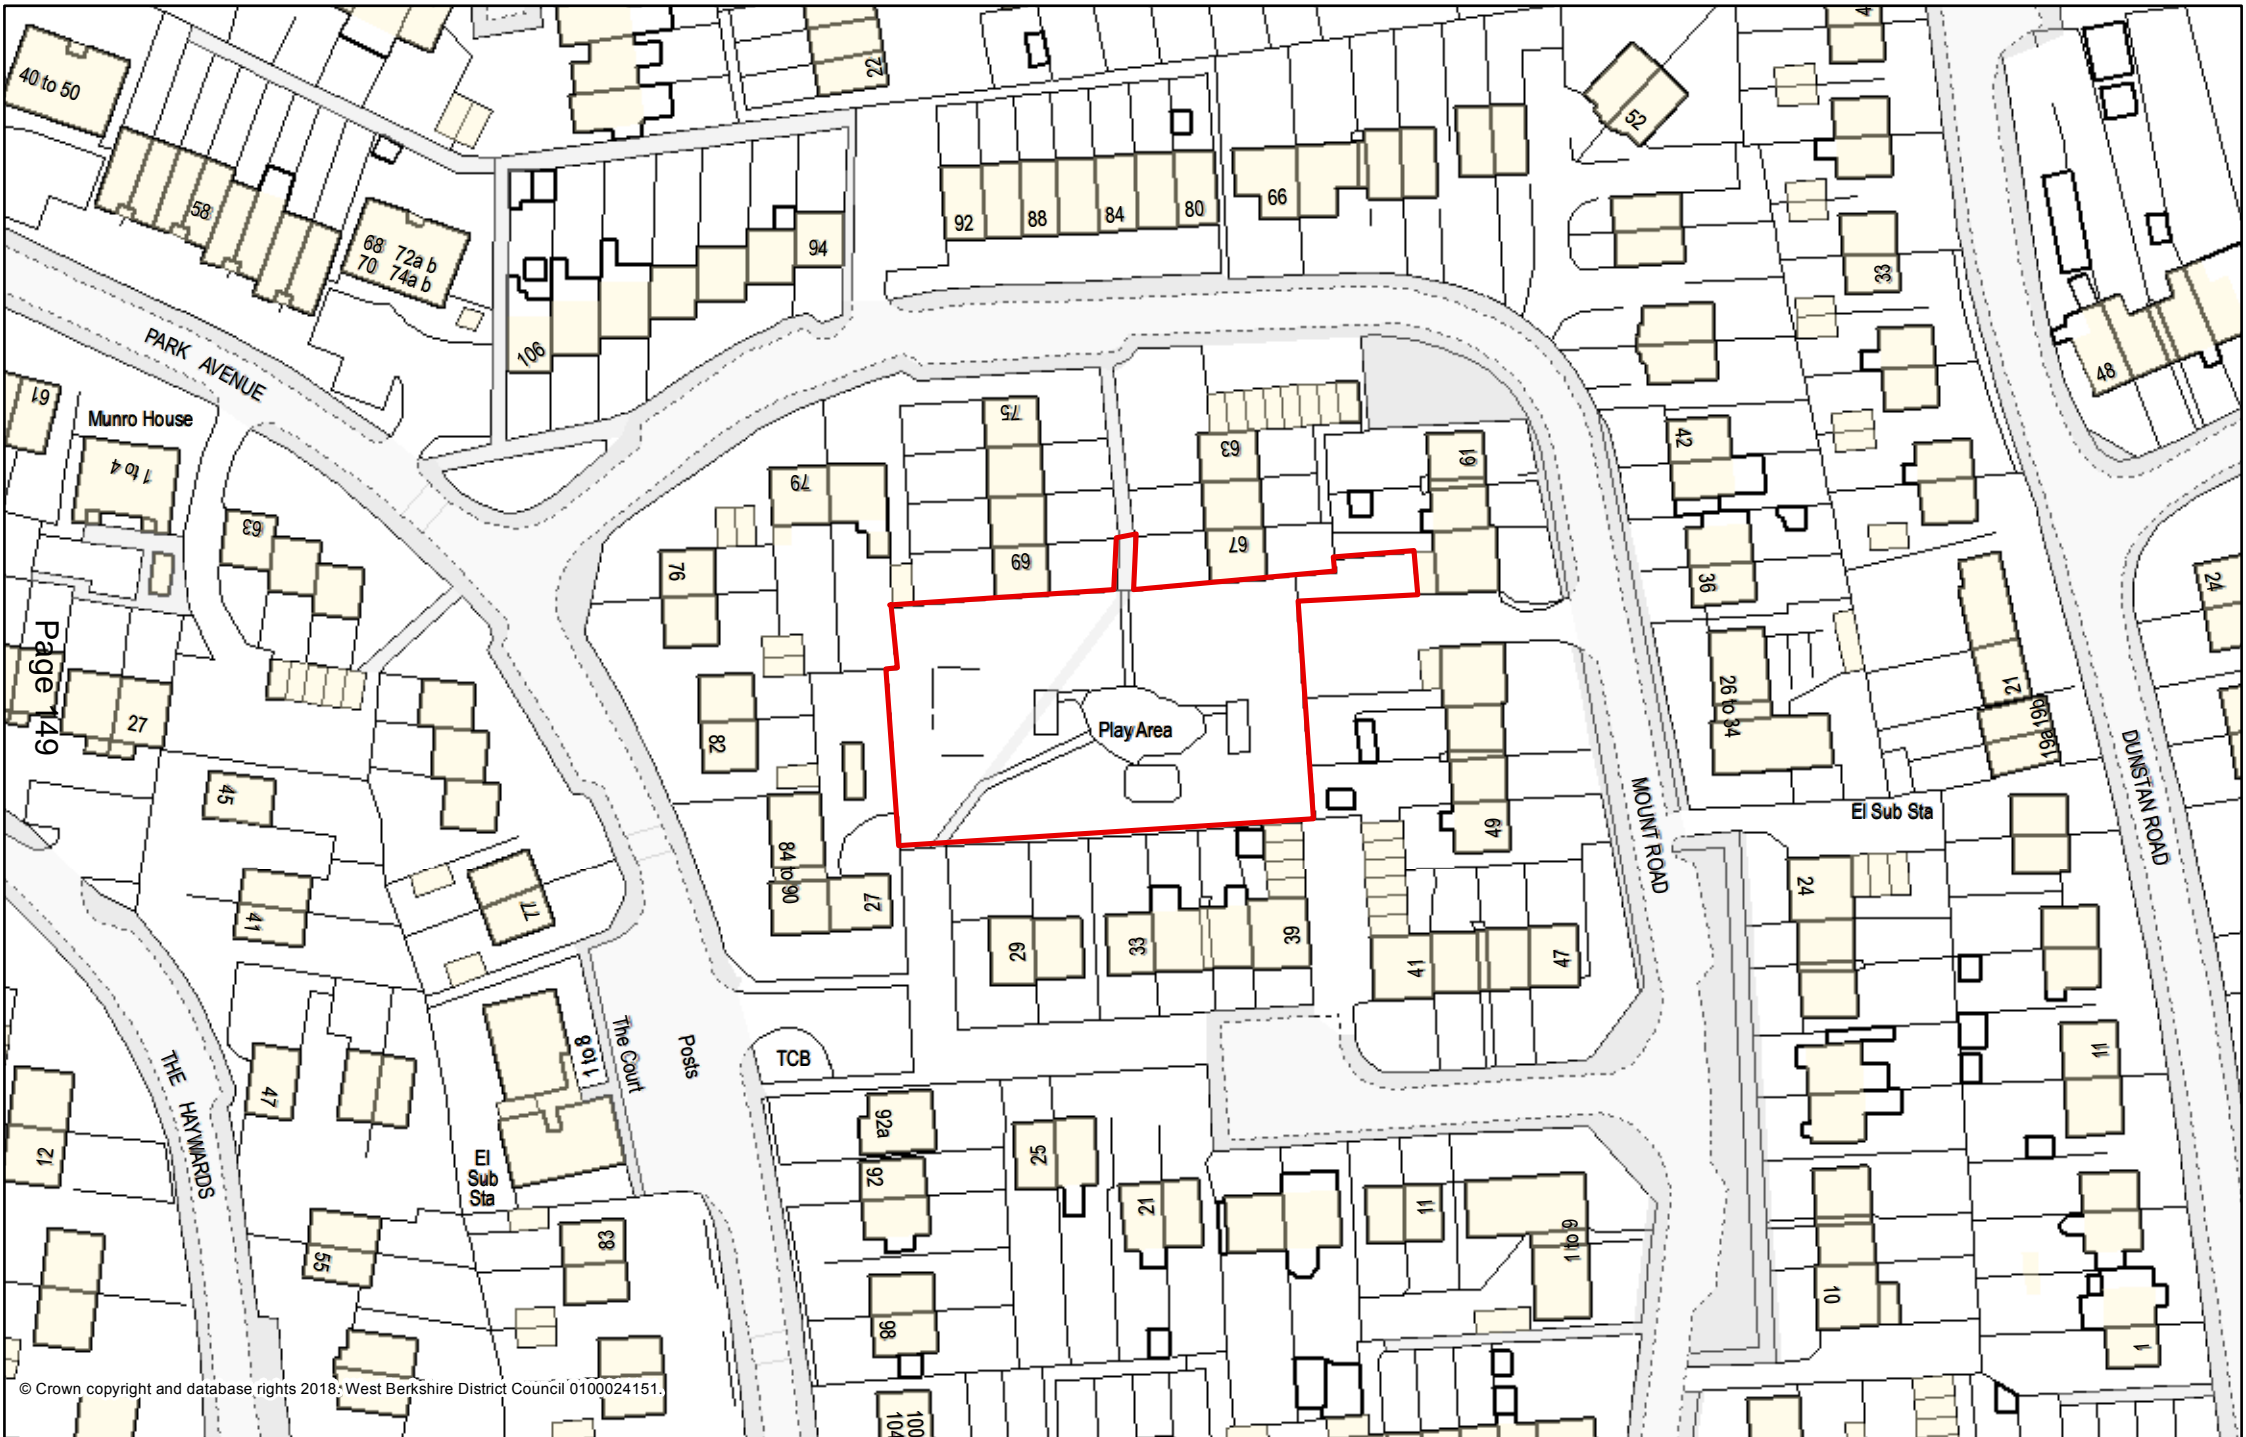 40 to 50
22
52
58
68 72a b
70 74a b
94
92
88
84
80
66
33
48
106
PARK AVENUE
61
Munro House
1 to 4
63
79
75
63
61
42
76
69
67
36
24
Page 149
27
82
Play Area
26 to 34
21
19a 19b
DUNSTAN ROAD
MOUNT ROAD
El Sub Sta
45
84 to 90
27
49
24
41
77
29
33
39
41
47
The Court
1 to 8
Posts
TCB
THE HAYWARDS
47
12
El
Sub
Sta
92a
92
25
21
11
1 to 9
11
10
1
55
83
98
100
104
© Crown copyright and database rights 2018. West Berkshire District Council 0100024151.